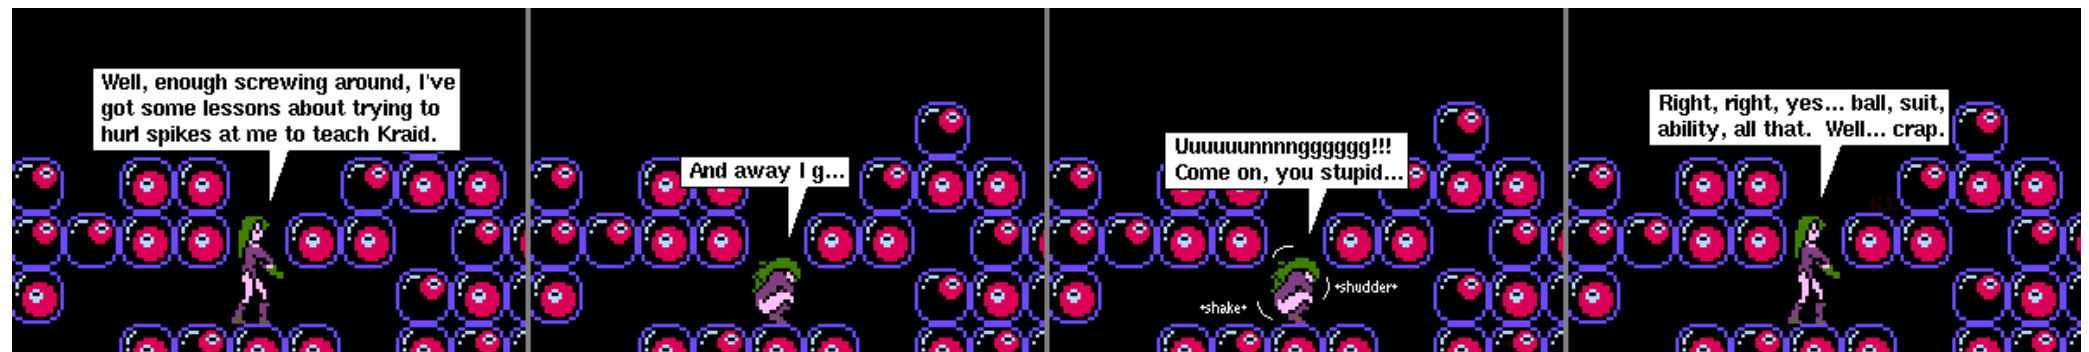 Well, enough screwing around, I've
got some lessons about trying to
hurl spikes at me to teach Kraid.
And away I g...
Uuuuuunnnngggggg!!!
Come on, you stupid...
*shudder*
*shake*
Right, right, yes... ball, suit,
ability, all that. Well... crap.